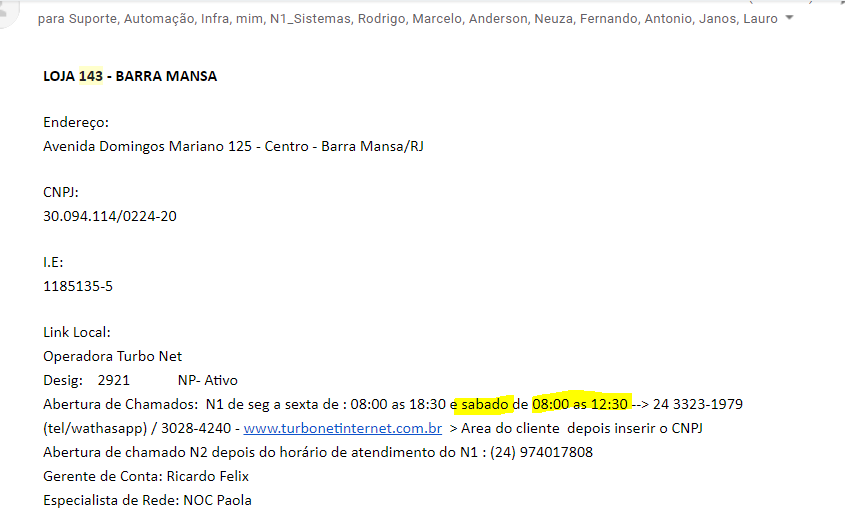 para Suporte, Automação, Infra, mim, N1_Sistemas, Rodrigo, Marcelo, Anderson, Neuza, Fernando, Antonio, Janos, Lauro
LOJA 143 - BARRA MANSA
Endereço:
Avenida Domingos Mariano 125 - Centro - Barra Mansa/RJ
CNPJ:
30.094.114/0224-20
I.E:
1185135-5
Link Local:
Operadora Turbo Net
Desig: 2921 NP- Ativo
Abertura de Chamados: N1 de seg a sexta de : 08:00 as 18:30 e sabado de 08:00 as 12:30 --> 24 3323-1979
(tel/wathasapp) / 3028-4240 - www.turbonetinternet.com.br > Area do cliente depois inserir o CNPJ
Abertura de chamado N2 depois do horário de atendimento do N1 : (24) 974017808
Gerente de Conta: Ricardo Felix
Especialista de Rede: NOC Paola